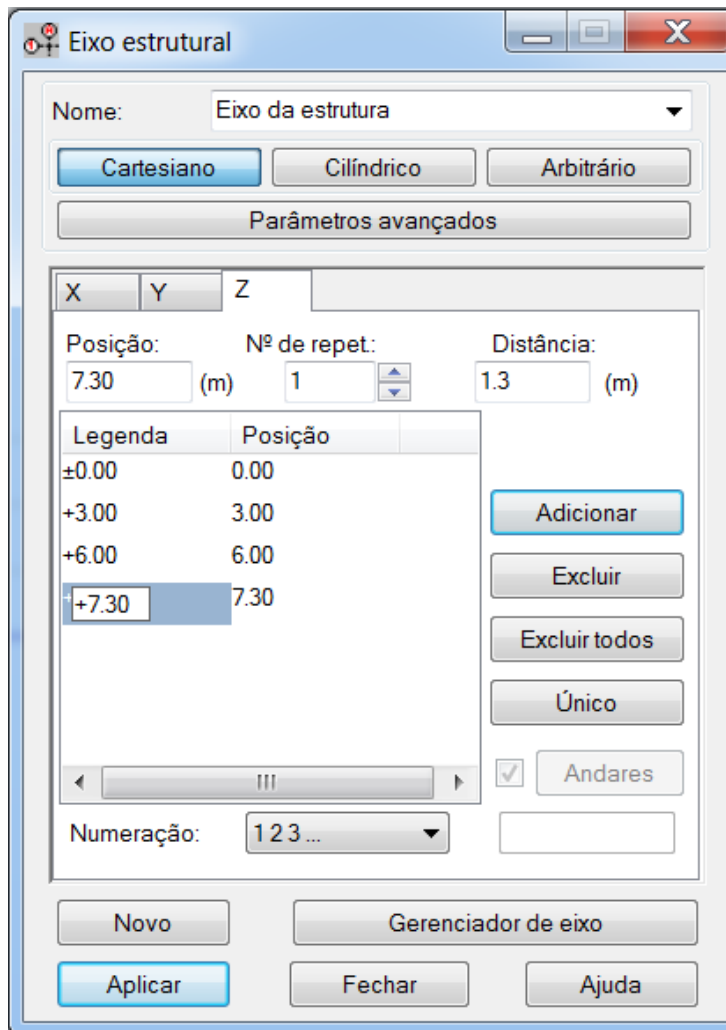 Eixo estrutural
Nome: Eixo da estrutura
Cartesiano Cilíndrico Arbitrário
Parâmetros avançados
X Y Z
Posição: Nº de repet.: Distância:
7.30 (m) 1 1.3 (m)
Legenda Posição
±0.00 0.00
+3.00 3.00
+6.00 6.00
+7.30 7.30
Adicionar
Excluir
Excluir todos
Único
Andares
Numeração: 1 2 3 ...
Novo Gerenciador de eixo
Aplicar Fechar Ajuda